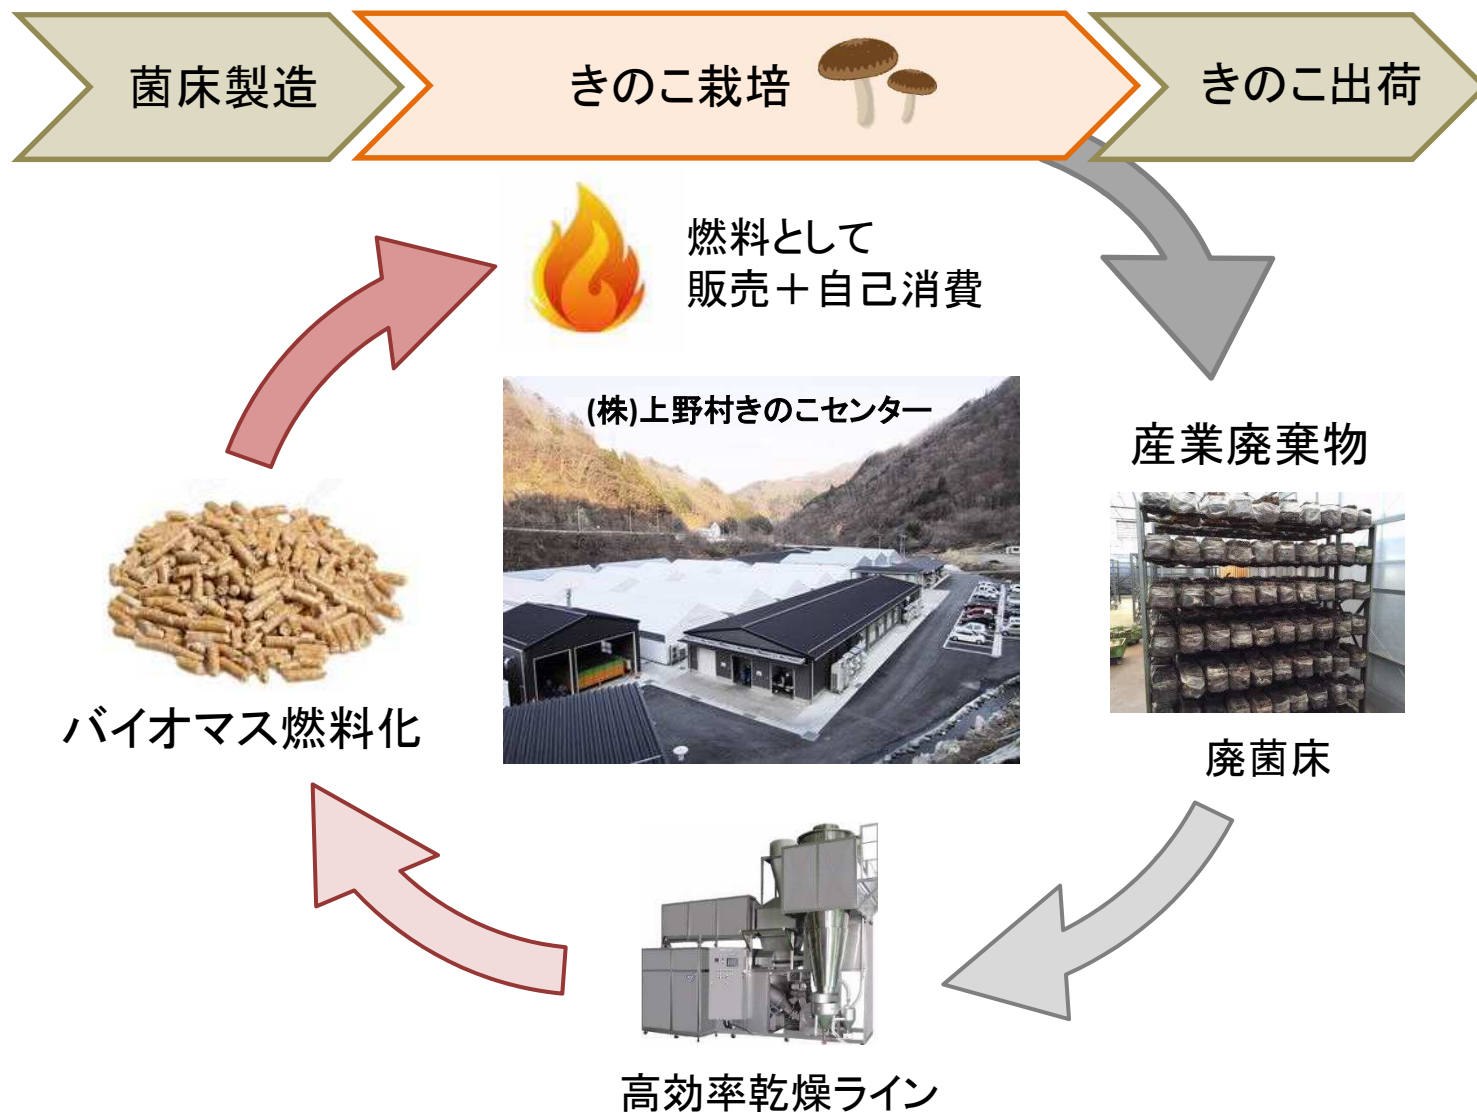 菌床製造
きのこ栽培
きのこ出荷
燃料として
販売＋自己消費
(株)上野村きのこセンター
産業廃棄物
廃菌床
バイオマス燃料化
高効率乾燥ライン